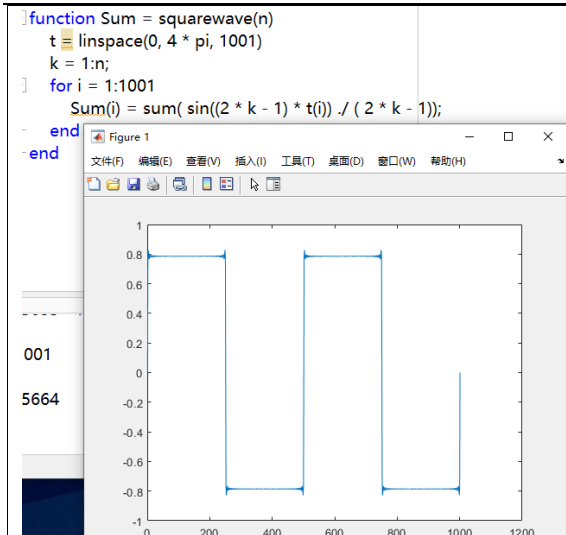 function Sum = squarewave(n)
t = linspace(0, 4 * pi, 1001)
k = 1:n;
for i = 1:1001
Sum(i) = sum( sin((2 * k - 1) * t(i)) ./ ( 2 * k - 1));
end
end
Figure 1
文件(F) 编辑(E) 查看(V) 插入(I) 工具(T) 桌面(D) 窗口(W) 帮助(H)
1
0.8
0.6
0.4
0.2
0
-0.2
-0.4
-0.6
-0.8
-1
0 200 400 600 800 1000 1200
001
5664